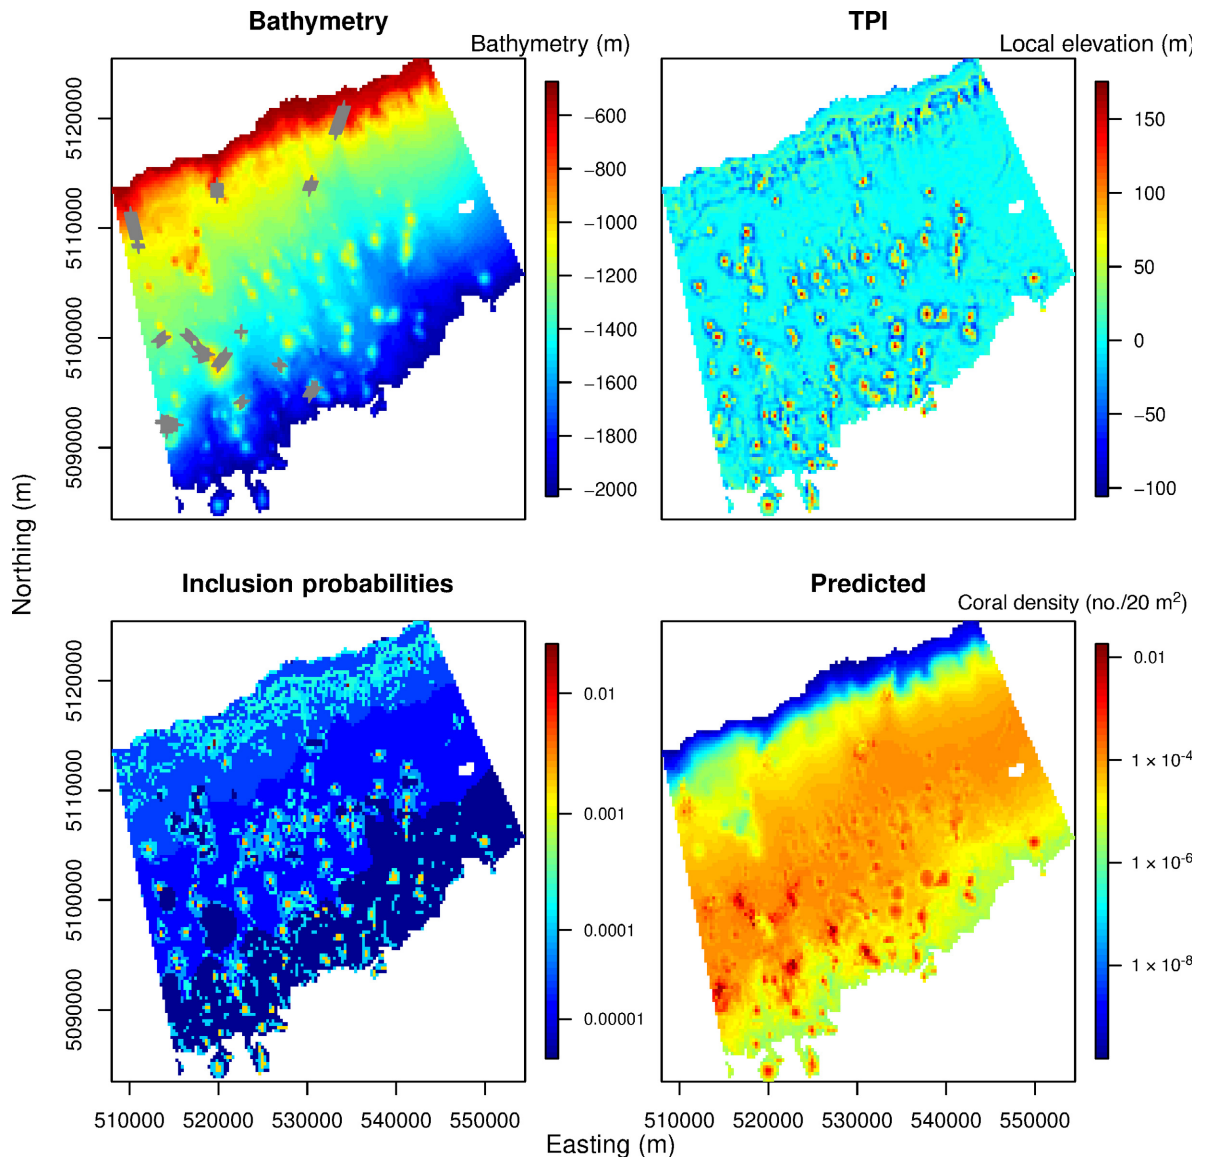 Bathymetry
Bathymetry (m)
−600
−800
−1000
−1200
−1400
−1600
−1800
−2000
5120000
5110000
5100000
5090000
TPI
Local elevation (m)
150
100
50
0
−50
−100
Northing (m)
Inclusion probabilities
0.01
0.001
0.0001
0.00001
5120000
5110000
5100000
5090000
510000 520000 530000 540000 550000
Predicted
Coral density (no./20 m²)
0.01
1 × 10⁻⁴
1 × 10⁻⁶
1 × 10⁻⁸
510000 520000 530000 540000 550000
Easting (m)